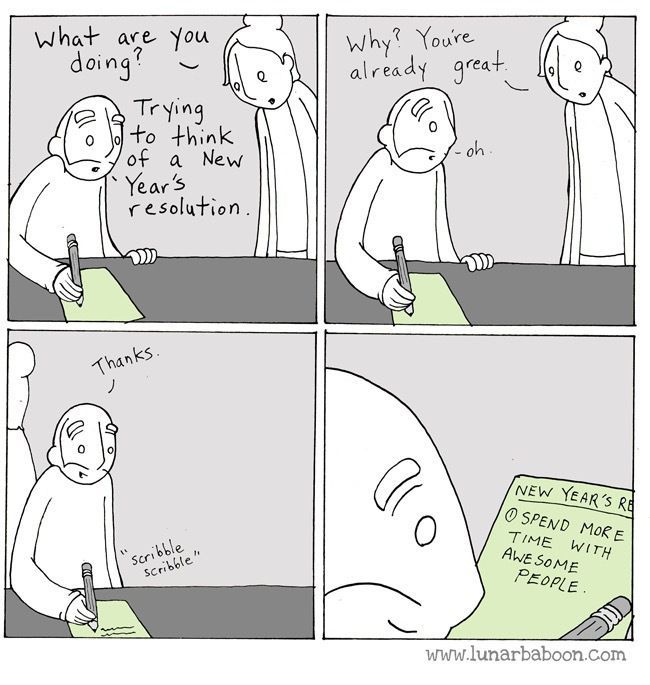 What are you
doing?
Trying
to think
of a New
Year's
resolution.
Why? You're
already great.
-oh.
Thanks.
"scribble
scribble"
NEW YEAR'S RE
① SPEND MORE
TIME WITH
AWESOME
PEOPLE.
www.lunarbaboon.com